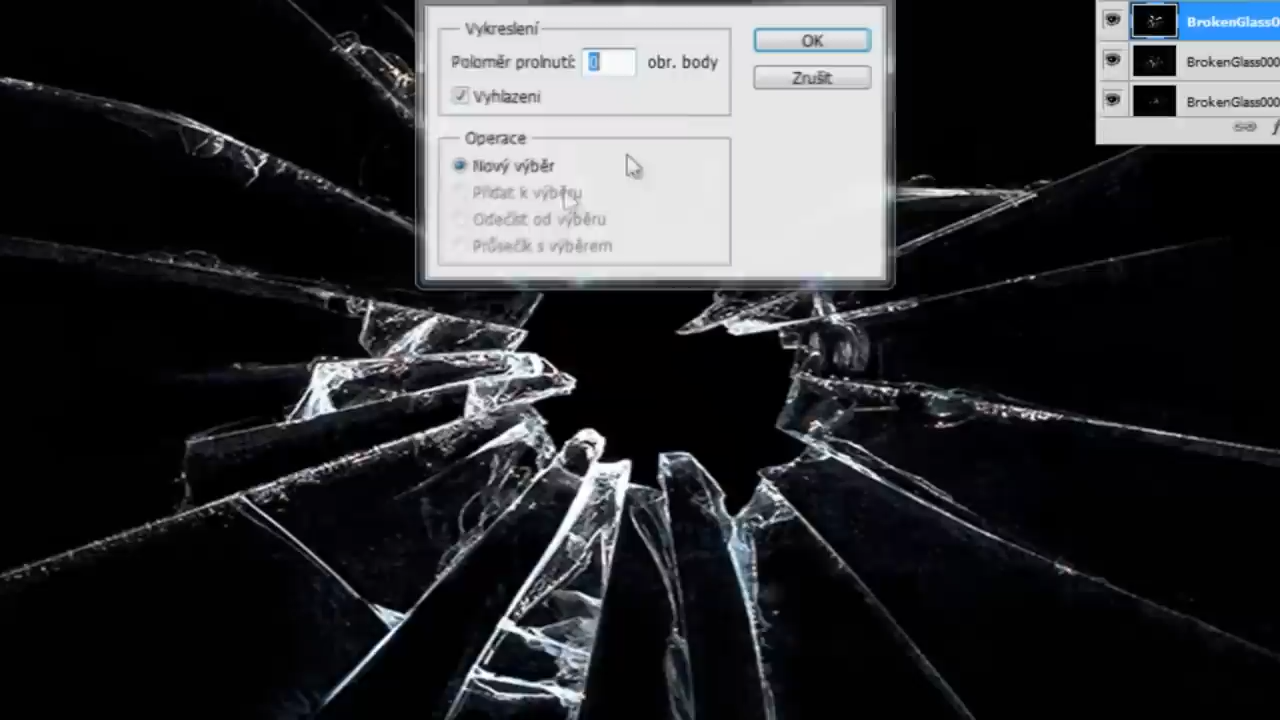 Vykreslení
Poloměr prolnutí: 0 obr. body
Vyhlazení
OK
Zrušit
Operace
Nový výběr
Přidat k výběru
Odečíst od výběru
Průsečík s výběrem
BrokenGlass0
BrokenGlass000
BrokenGlass000